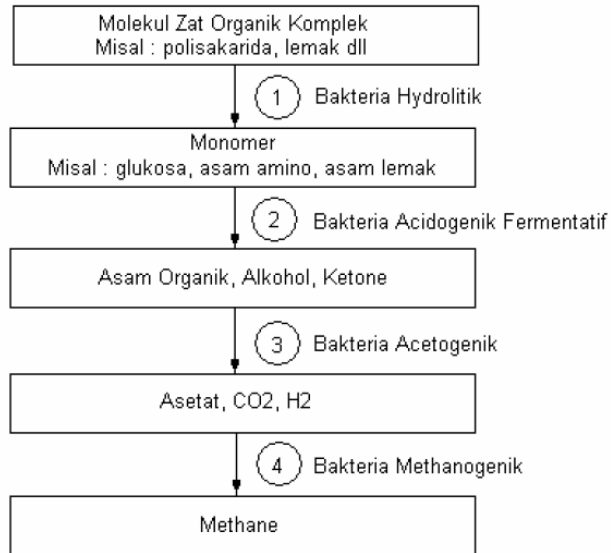 Molekul Zat Organik Komplek
Misal : polisakarida, lemak dll
1 Bakteria Hydrolitik
Monomer
Misal : glukosa, asam amino, asam lemak
2 Bakteria Acidogenik Fermentatif
Asam Organik, Alkohol, Ketone
3 Bakteria Acetogenik
Asetat, CO2, H2
4 Bakteria Methanogenik
Methane